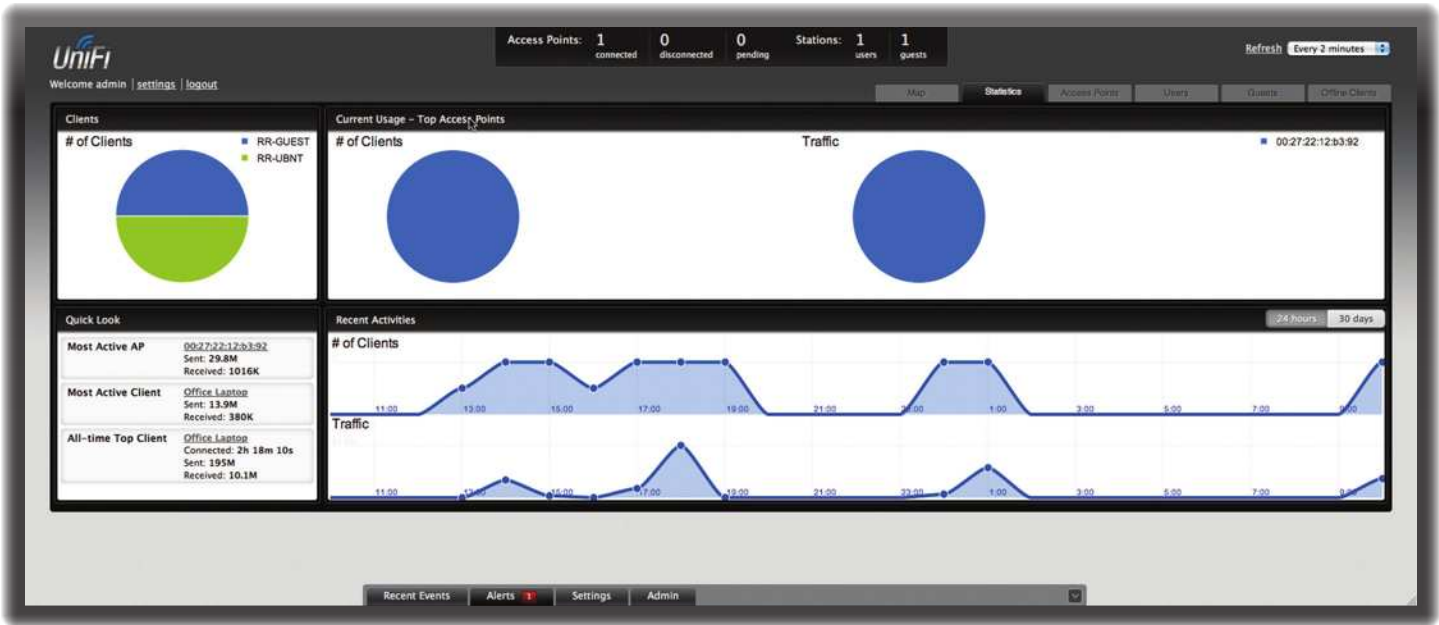 UniFi
Access Points: 1 connected 0 disconnected 0 pending Stations: 1 users 1 guests
Refresh Every 2 minutes
Welcome admin | settings | logout
Map Statistics Access Points Users Guests Offline Clients
Clients
# of Clients
RR-GUEST
RR-UBNT
Current Usage – Top Access Points
# of Clients
Traffic
00:27:22:12:b3:92
Quick Look
Most Active AP 00:27:22:12:b3:92
Sent: 29.8M
Received: 1016K
Most Active Client Office Laptop
Sent: 13.9M
Received: 380K
All-time Top Client Office Laptop
Connected: 2h 18m 10s
Sent: 195M
Received: 10.1M
Recent Activities
24 hours 30 days
# of Clients
11:00 13:00 15:00 17:00 19:00 21:00 1:00 3:00 5:00 7:00
Traffic
11:00 17:00 19:00 21:00 23:00 1:00 3:00 5:00 7:00
Recent Events Alerts 1 Settings Admin